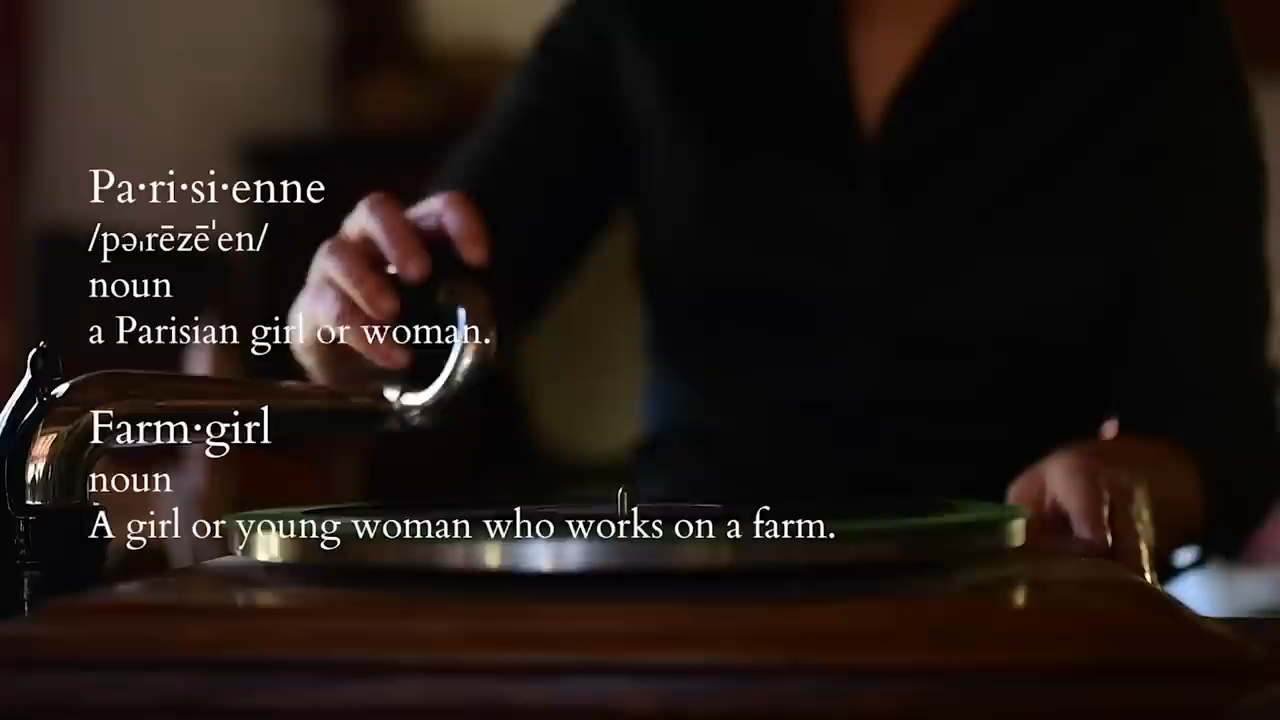 Pa·ri·si·enne
/pəˌrēzēˈen/
noun
a Parisian girl or woman.
Farm·girl
noun
A girl or young woman who works on a farm.